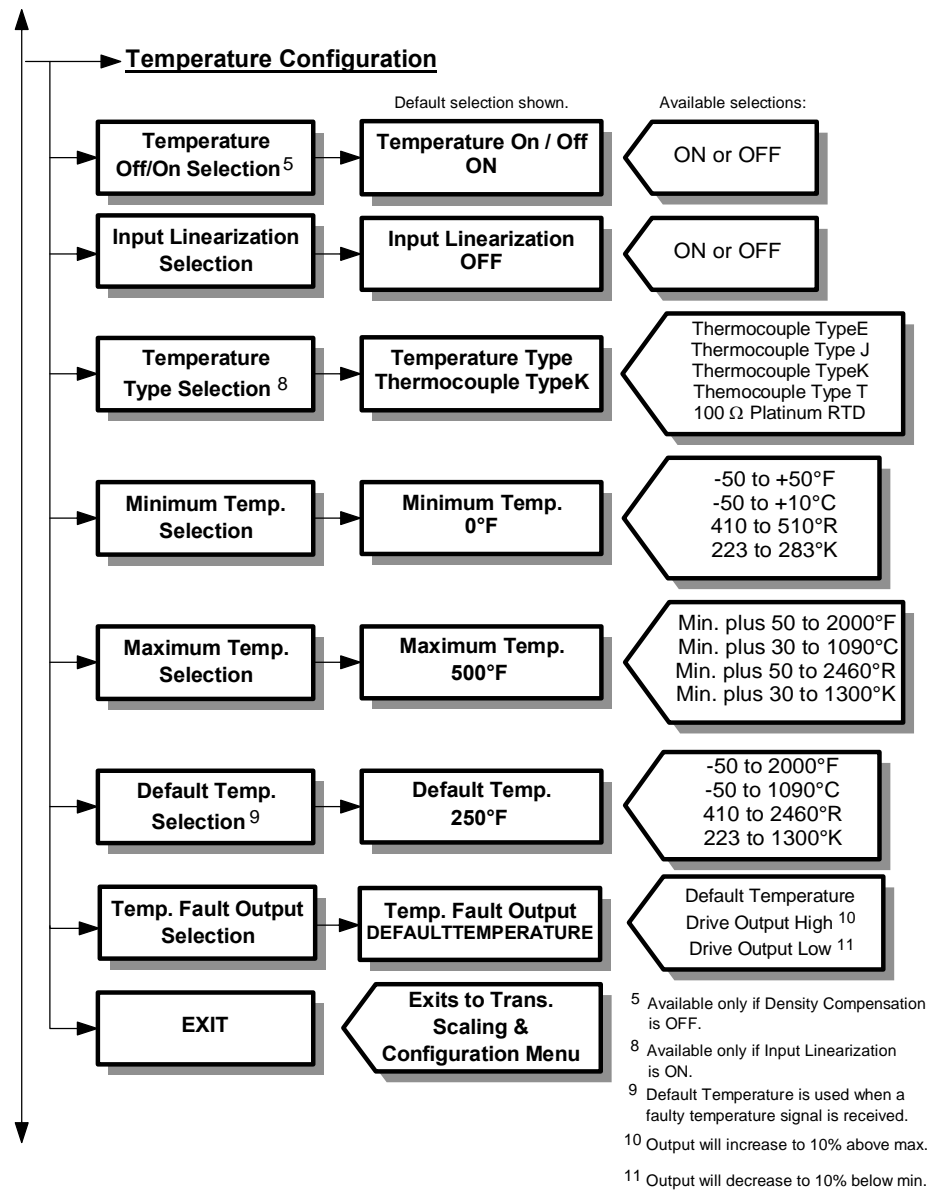 Temperature Configuration
Default selection shown.
Available selections:
Temperature
Off/On Selection 5
Temperature On / Off
ON
ON or OFF
Input Linearization
Selection
Input Linearization
OFF
ON or OFF
Temperature
Type Selection 8
Temperature Type
Thermocouple TypeK
Thermocouple TypeE
Thermocouple Type J
Thermocouple TypeK
Themocouple Type T
100 Ω Platinum RTD
Minimum Temp.
Selection
Minimum Temp.
0°F
-50 to +50°F
-50 to +10°C
410 to 510°R
223 to 283°K
Maximum Temp.
Selection
Maximum Temp.
500°F
Min. plus 50 to 2000°F
Min. plus 30 to 1090°C
Min. plus 50 to 2460°R
Min. plus 30 to 1300°K
Default Temp.
Selection 9
Default Temp.
250°F
-50 to 2000°F
-50 to 1090°C
410 to 2460°R
223 to 1300°K
Temp. Fault Output
Selection
Temp. Fault Output
DEFAULTTEMPERATURE
Default Temperature
Drive Output High 10
Drive Output Low 11
EXIT
Exits to Trans.
Scaling &
Configuration Menu
5 Available only if Density Compensation
is OFF.
8 Available only if Input Linearization
is ON.
9 Default Temperature is used when a
faulty temperature signal is received.
10 Output will increase to 10% above max.
11 Output will decrease to 10% below min.